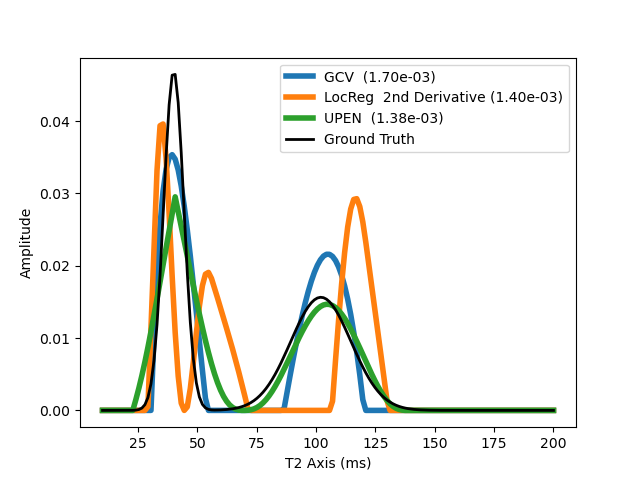 GCV  (1.70e-03)
LocReg  2nd Derivative (1.40e-03)
UPEN  (1.38e-03)
Ground Truth
0.04
0.03
0.02
0.01
0.00
Amplitude
25 50 75 100 125 150 175 200
T2 Axis (ms)